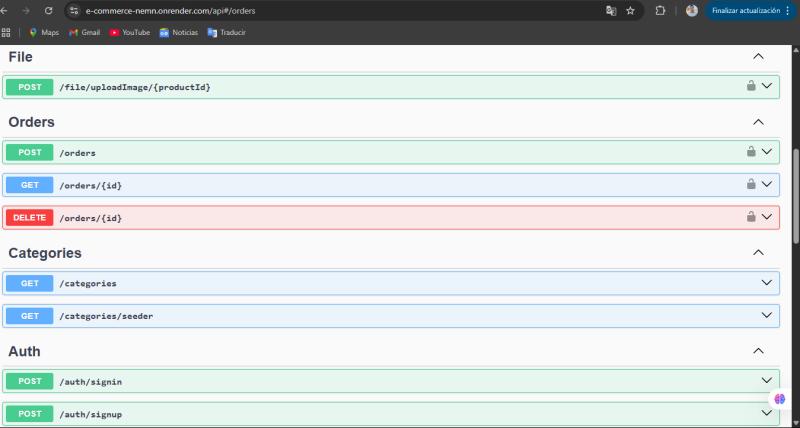 e-commerce-nemn.onrender.com/api#/orders
Finalizar actualización
Maps
Gmail
YouTube
Noticias
Traducir
File
POST /file/uploadImage/{productId}
Orders
POST /orders
GET /orders/{id}
DELETE /orders/{id}
Categories
GET /categories
GET /categories/seeder
Auth
POST /auth/signin
POST /auth/signup